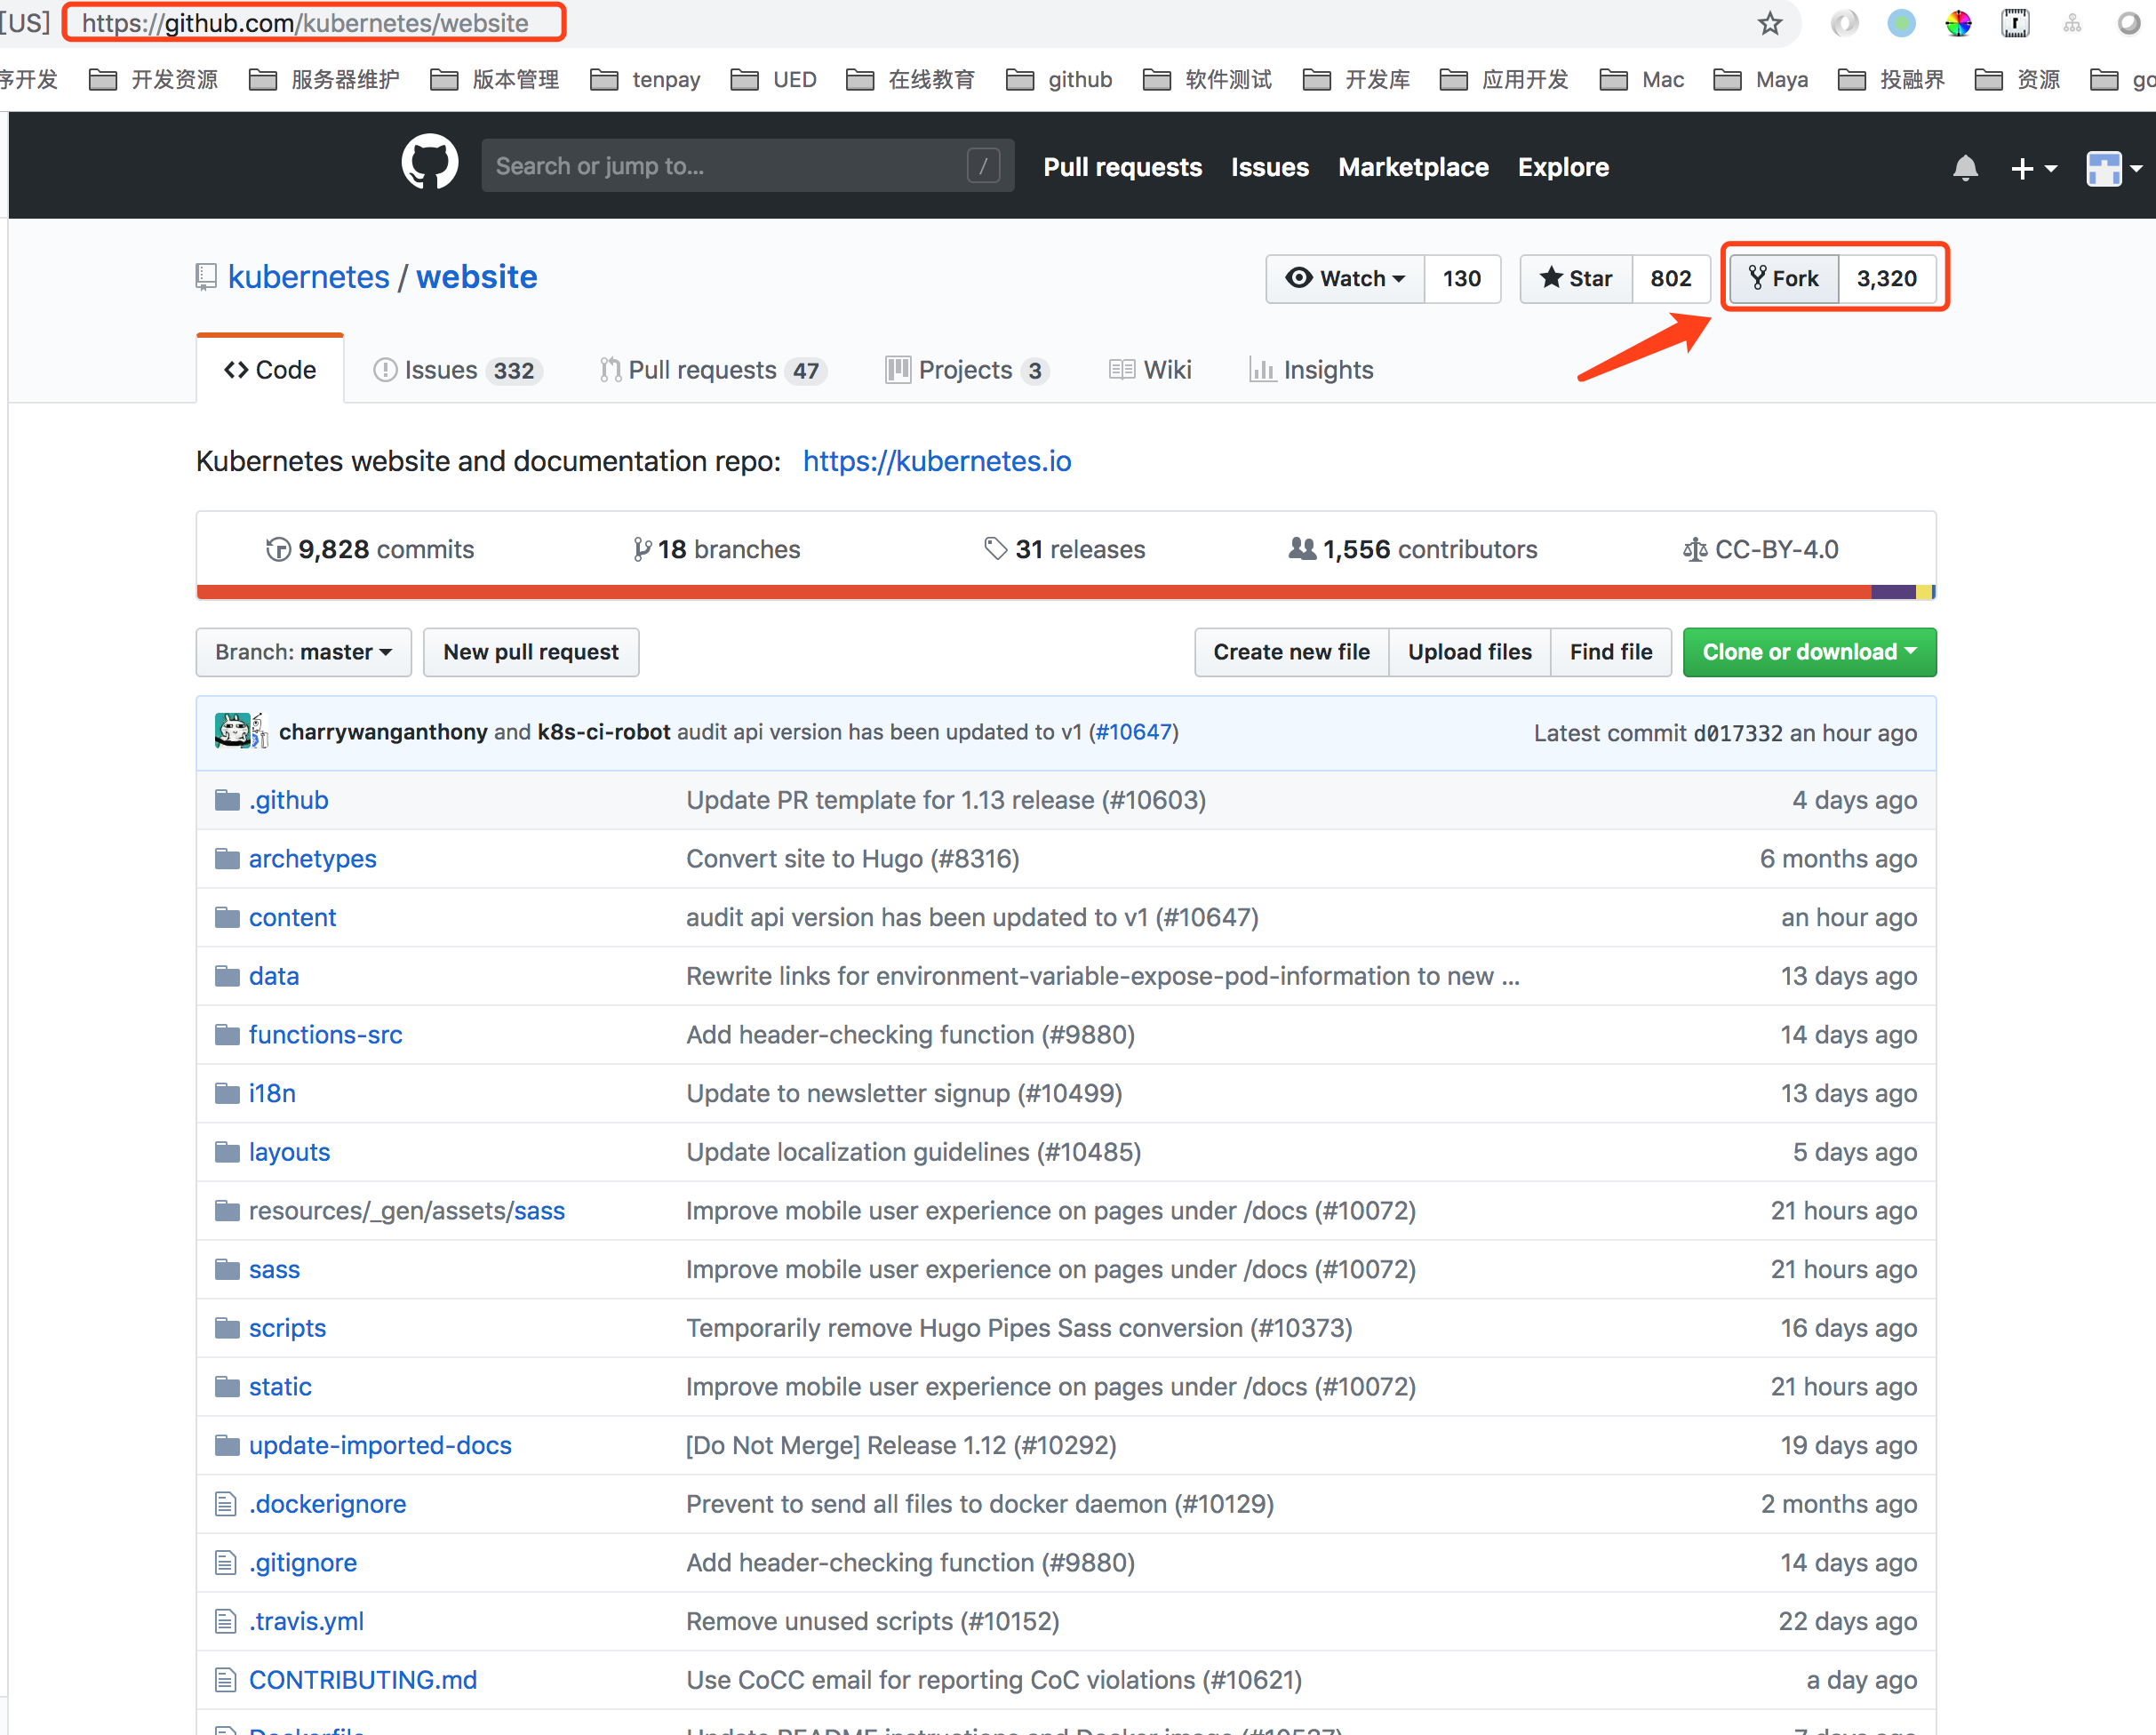 [US] https://github.com/kubernetes/website
序开发 开发资源 服务器维护 版本管理 tenpay UED 在线教育 github 软件测试 开发库 应用开发 Mac Maya 投融界 资源 go
Search or jump to... / Pull requests Issues Marketplace Explore
kubernetes / website Watch 130 Star 802 Fork 3,320
Code Issues 332 Pull requests 47 Projects 3 Wiki Insights
Kubernetes website and documentation repo: https://kubernetes.io
9,828 commits 18 branches 31 releases 1,556 contributors CC-BY-4.0
Branch: master New pull request Create new file Upload files Find file Clone or download
charrywanganthony and k8s-ci-robot audit api version has been updated to v1 (#10647) Latest commit d017332 an hour ago
.github Update PR template for 1.13 release (#10603) 4 days ago
archetypes Convert site to Hugo (#8316) 6 months ago
content audit api version has been updated to v1 (#10647) an hour ago
data Rewrite links for environment-variable-expose-pod-information to new ... 13 days ago
functions-src Add header-checking function (#9880) 14 days ago
i18n Update to newsletter signup (#10499) 13 days ago
layouts Update localization guidelines (#10485) 5 days ago
resources/_gen/assets/sass Improve mobile user experience on pages under /docs (#10072) 21 hours ago
sass Improve mobile user experience on pages under /docs (#10072) 21 hours ago
scripts Temporarily remove Hugo Pipes Sass conversion (#10373) 16 days ago
static Improve mobile user experience on pages under /docs (#10072) 21 hours ago
update-imported-docs [Do Not Merge] Release 1.12 (#10292) 19 days ago
.dockerignore Prevent to send all files to docker daemon (#10129) 2 months ago
.gitignore Add header-checking function (#9880) 14 days ago
.travis.yml Remove unused scripts (#10152) 22 days ago
CONTRIBUTING.md Use CoCC email for reporting CoC violations (#10621) a day ago
Dockerfile Update README instructions and Docker image (#10537) 7 days ago